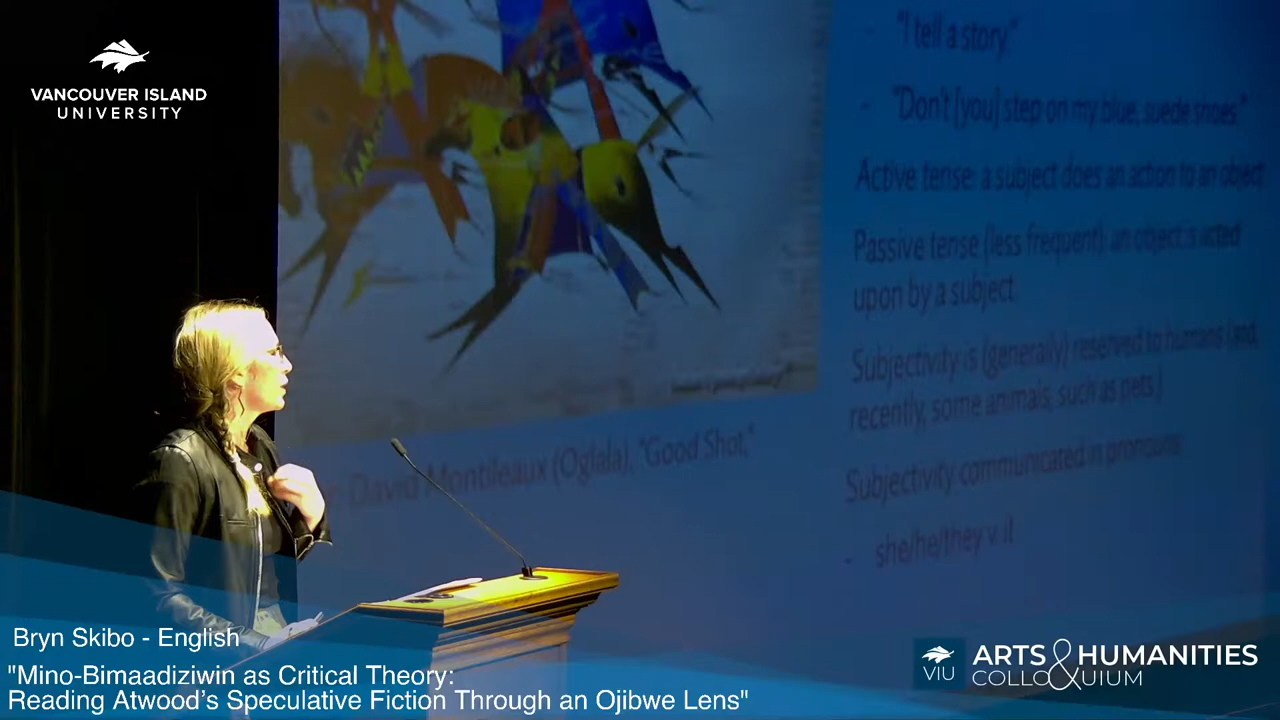 VANCOUVER ISLAND
UNIVERSITY
"I tell a story"
- "Don't [you] step on my blue, suede shoes"
Active tense: a subject does an action to an object
Passive tense (less frequent): an object is acted
upon by a subject
Subjectivity is (generally) reserved to humans (and,
recently, some animals, such as pets)
Subjectivity communicated in pronouns
- she/he/they v. it
David Montileaux (Oglala), "Good Shot,"
Bryn Skibo - English
"Mino-Bimaadiziwin as Critical Theory:
Reading Atwood's Speculative Fiction Through an Ojibwe Lens"
VIU
ARTS & HUMANITIES
COLLOQUIUM